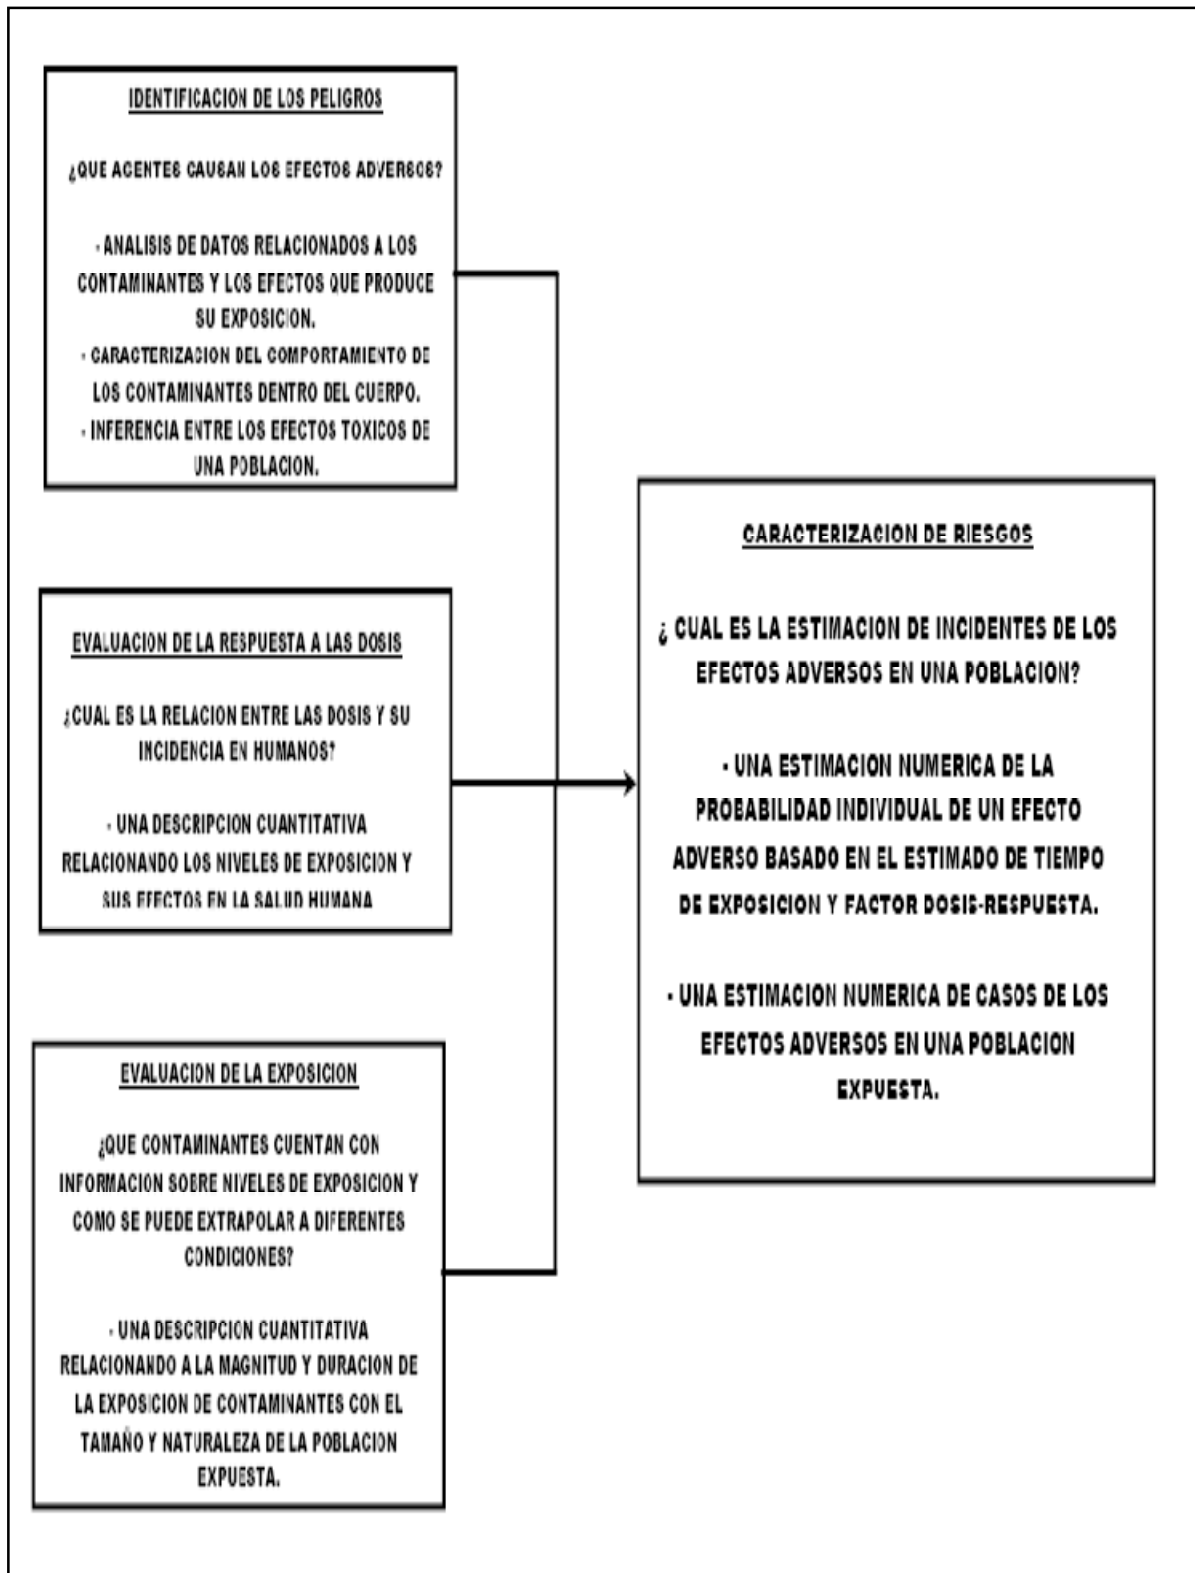 IDENTIFICACION DE LOS PELIGROS
¿QUE AGENTES CAUSAN LOS EFECTOS ADVERSOS?
- ANALISIS DE DATOS RELACIONADOS A LOS
CONTAMINANTES Y LOS EFECTOS QUE PRODUCE
SU EXPOSICION.
- CARACTERIZACION DEL COMPORTAMIENTO DE
LOS CONTAMINANTES DENTRO DEL CUERPO.
- INFERENCIA ENTRE LOS EFECTOS TOXICOS DE
UNA POBLACION.
EVALUACION DE LA RESPUESTA A LAS DOSIS
¿CUAL ES LA RELACION ENTRE LAS DOSIS Y SU
INCIDENCIA EN HUMANOS?
- UNA DESCRIPCION CUANTITATIVA
RELACIONANDO LOS NIVELES DE EXPOSICION Y
SUS EFECTOS EN LA SALUD HUMANA
EVALUACION DE LA EXPOSICION
¿QUE CONTAMINANTES CUENTAN CON
INFORMACION SOBRE NIVELES DE EXPOSICION Y
COMO SE PUEDE EXTRAPOLAR A DIFERENTES
CONDICIONES?
- UNA DESCRIPCION CUANTITATIVA
RELACIONANDO A LA MAGNITUD Y DURACION DE
LA EXPOSICION DE CONTAMINANTES CON EL
TAMAÑO Y NATURALEZA DE LA POBLACION
EXPUESTA.
CARACTERIZACION DE RIESGOS
¿ CUAL ES LA ESTIMACION DE INCIDENTES DE LOS
EFECTOS ADVERSOS EN UNA POBLACION?
- UNA ESTIMACION NUMERICA DE LA
PROBABILIDAD INDIVIDUAL DE UN EFECTO
ADVERSO BASADO EN EL ESTIMADO DE TIEMPO
DE EXPOSICION Y FACTOR DOSIS-RESPUESTA.
- UNA ESTIMACION NUMERICA DE CASOS DE LOS
EFECTOS ADVERSOS EN UNA POBLACION
EXPUESTA.